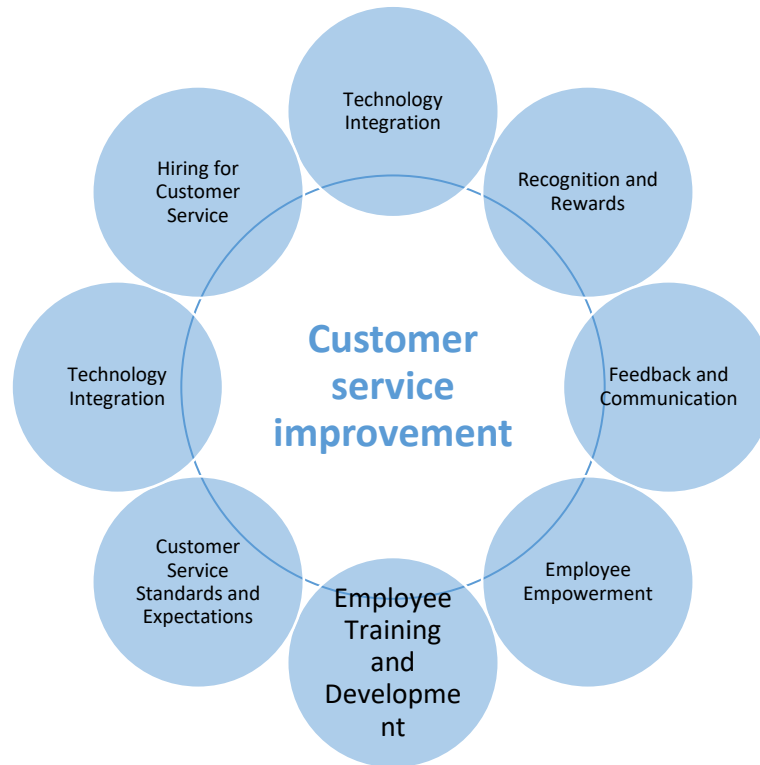 Technology
Integration
Recognition and
Rewards
Feedback and
Communication
Employee
Empowerment
Employee
Training
and
Developme
nt
Customer
Service
Standards and
Expectations
Technology
Integration
Hiring for
Customer
Service
Customer
service
improvement